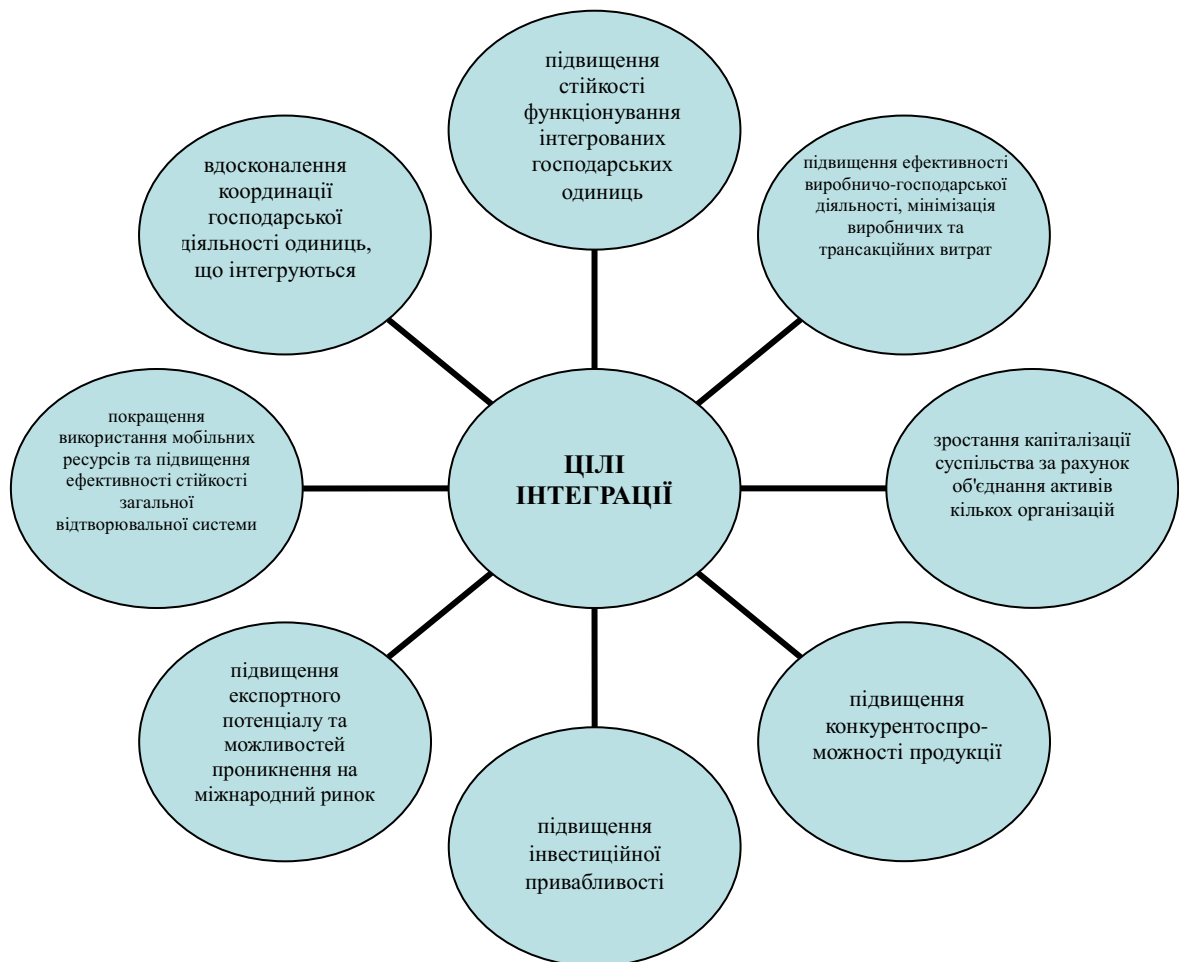 підвищення
стійкості
функціонування
інтегрованих
господарських
одиниць
підвищення ефективності
виробничо-господарської
діяльності, мінімізація
виробничих та
трансакційних витрат
зростання капіталізації
суспільства за рахунок
об'єднання активів
кількох організацій
підвищення
конкурентоспро-
можності продукції
підвищення
інвестиційної
привабливості
підвищення
експортного
потенціалу та
можливостей
проникнення на
міжнародний ринок
покращення
використання мобільних
ресурсів та підвищення
ефективності стійкості
загальної
відтворювальної системи
вдосконалення
координації
господарської
діяльності одиниць,
що інтегруються
ЦІЛІ
ІНТЕГРАЦІЇ